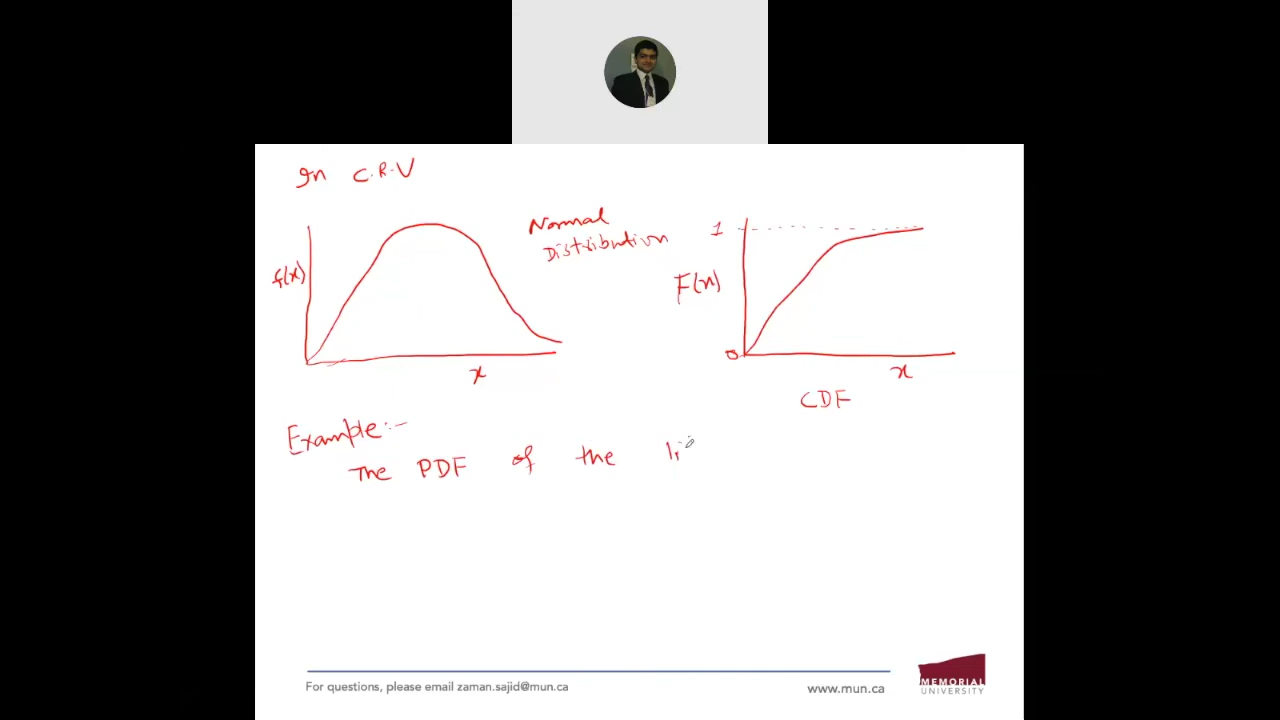 In C.R.V
Normal
Distribution
f(x)
x
1
F(x)
0
x
CDF
Example:-
The PDF of the
For questions, please email zaman.sajid@mun.ca
www.mun.ca
MEMORIAL
UNIVERSITY